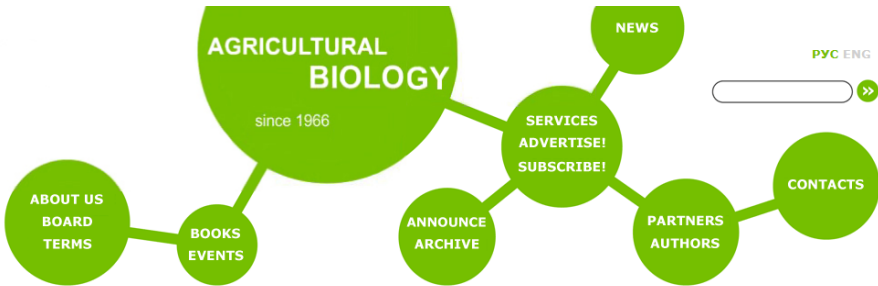 AGRICULTURAL
BIOLOGY
since 1966
NEWS
РУС ENG
SERVICES
ADVERTISE!
SUBSCRIBE!
CONTACTS
ABOUT US
BOARD
TERMS
BOOKS
EVENTS
ANNOUNCE
ARCHIVE
PARTNERS
AUTHORS